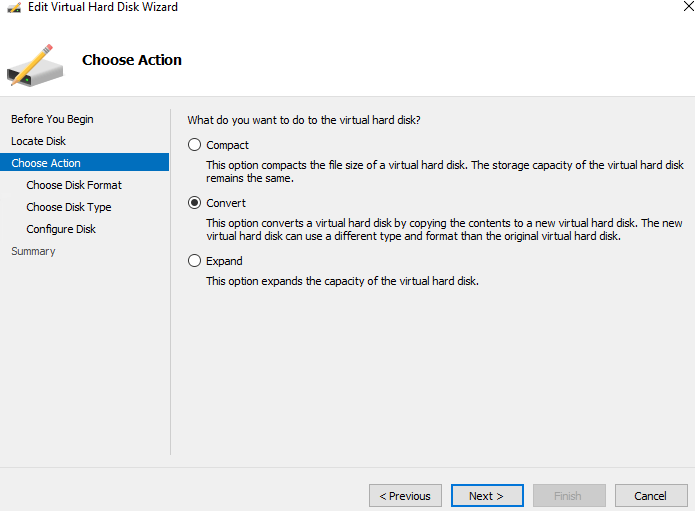 Edit Virtual Hard Disk Wizard
Choose Action
Before You Begin
Locate Disk
Choose Action
Choose Disk Format
Choose Disk Type
Configure Disk
Summary
What do you want to do to the virtual hard disk?
Compact
This option compacts the file size of a virtual hard disk. The storage capacity of the virtual hard disk
remains the same.
Convert
This option converts a virtual hard disk by copying the contents to a new virtual hard disk. The new
virtual hard disk can use a different type and format than the original virtual hard disk.
Expand
This option expands the capacity of the virtual hard disk.
< Previous
Next >
Finish
Cancel